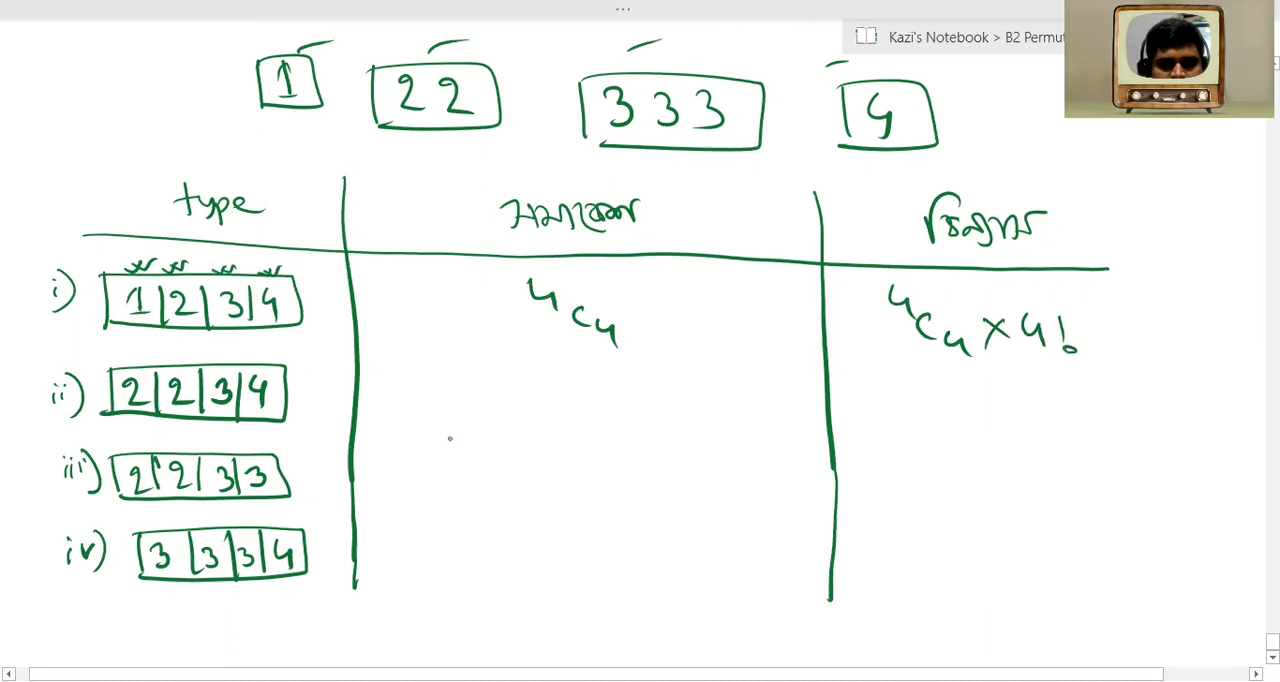 ...
Kazi's Notebook > B2 Permut
1 22 333 4
type সমাবেশ বিন্যাস
i) 1|2|3|4 ⁴C₄ ⁴C₄ × 4!
ii) 2|2|3|4
iii) 2|2|3|3
iv) 3|3|3|4